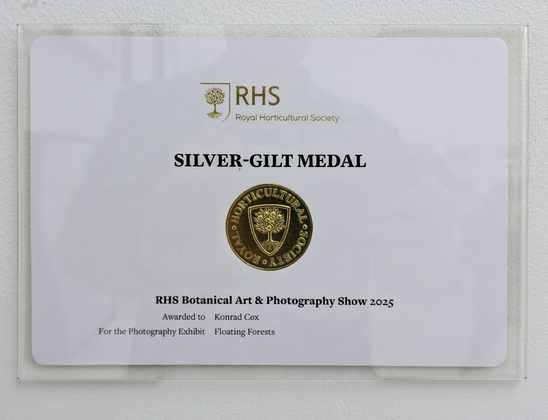 RHS
Royal Horticultural Society
SILVER-GILT MEDAL
ROYAL • HORTICULTURAL • SOCIETY •
RHS Botanical Art & Photography Show 2025
Awarded to Konrad Cox
For the Photography Exhibit Floating Forests